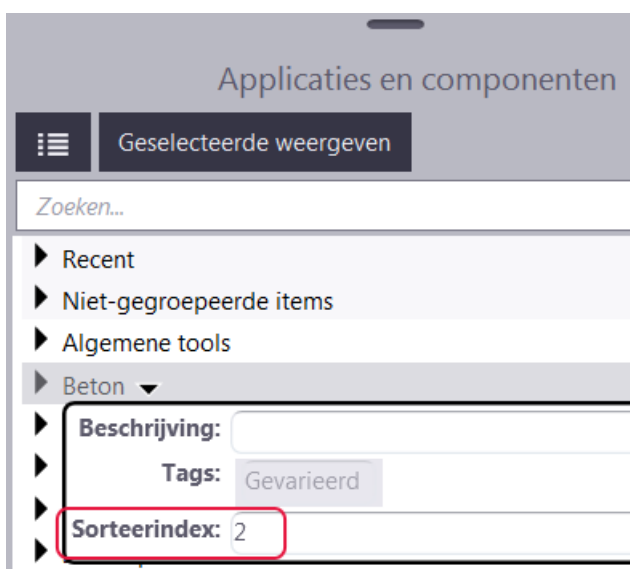 Applicaties en componenten
Geselecteerde weergeven
Zoeken...
Recent
Niet-gegroepeerde items
Algemene tools
Beton
Beschrijving:
Tags: Gevarieerd
Sorteerindex: 2